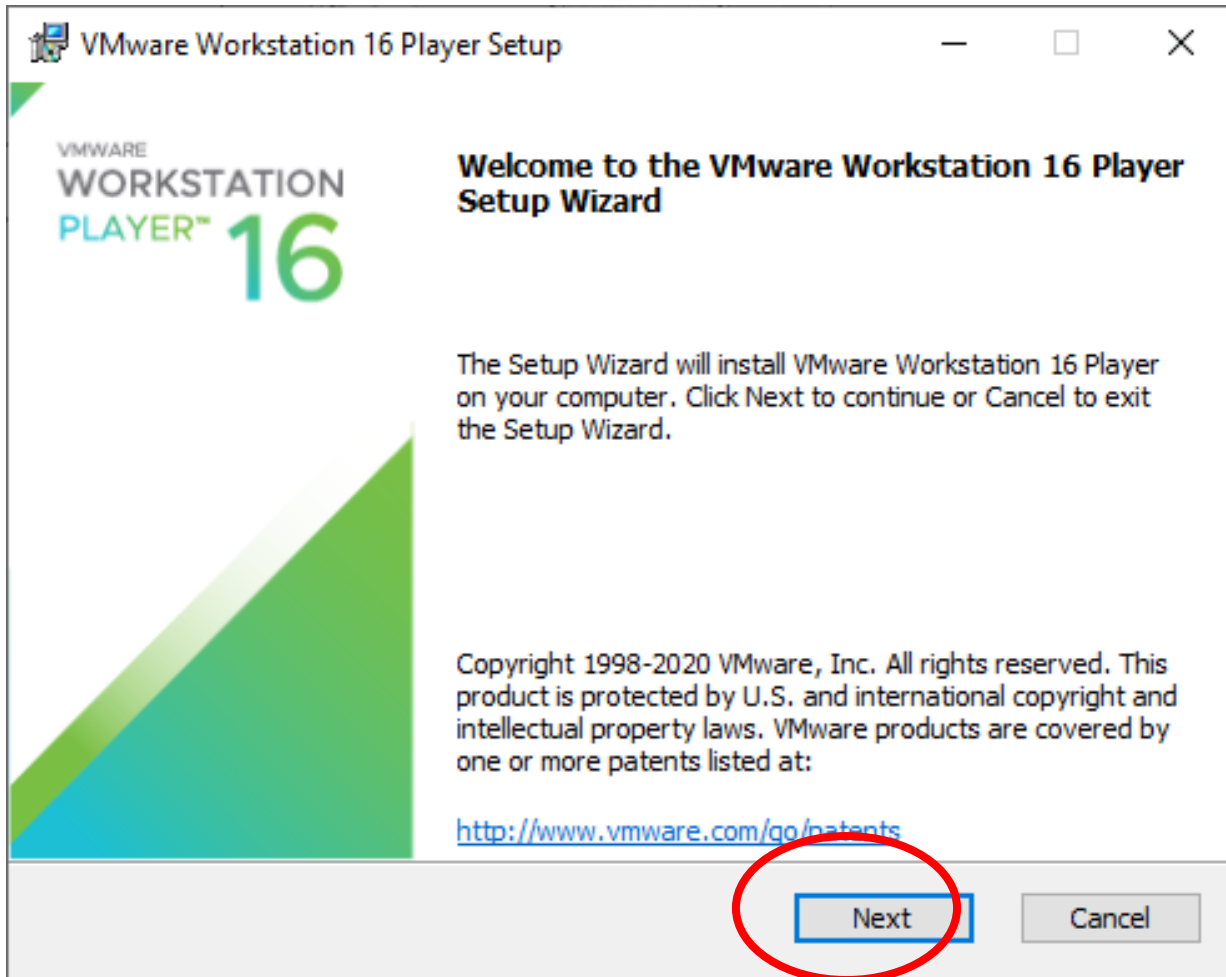 VMware Workstation 16 Player Setup
VMWARE
WORKSTATION
PLAYER™ 16
Welcome to the VMware Workstation 16 Player
Setup Wizard
The Setup Wizard will install VMware Workstation 16 Player
on your computer. Click Next to continue or Cancel to exit
the Setup Wizard.
Copyright 1998-2020 VMware, Inc. All rights reserved. This
product is protected by U.S. and international copyright and
intellectual property laws. VMware products are covered by
one or more patents listed at:
http://www.vmware.com/go/patents
Next Cancel